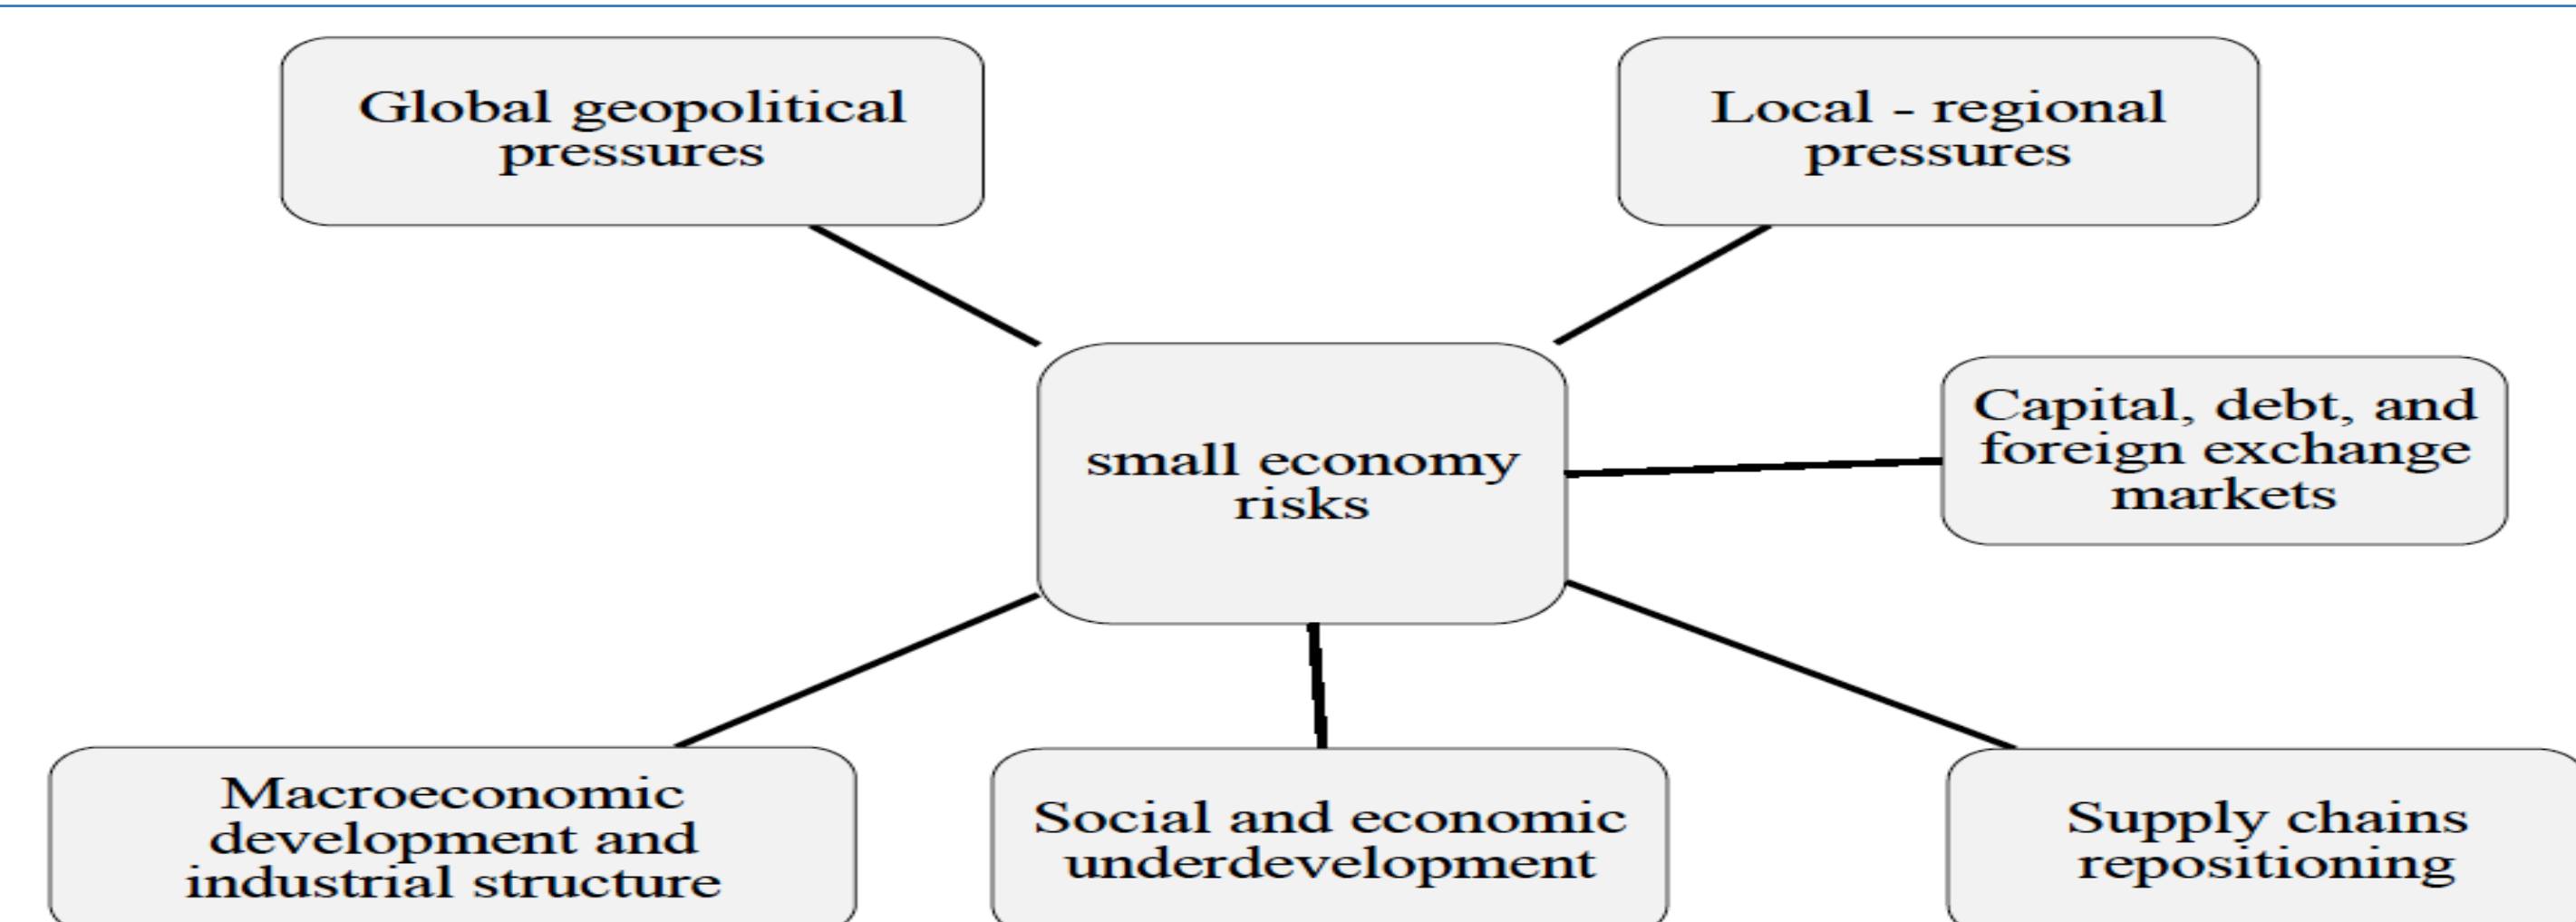 Global geopolitical
pressures
Local - regional
pressures
small economy
risks
Capital, debt, and
foreign exchange
markets
Macroeconomic
development and
industrial structure
Social and economic
underdevelopment
Supply chains
repositioning